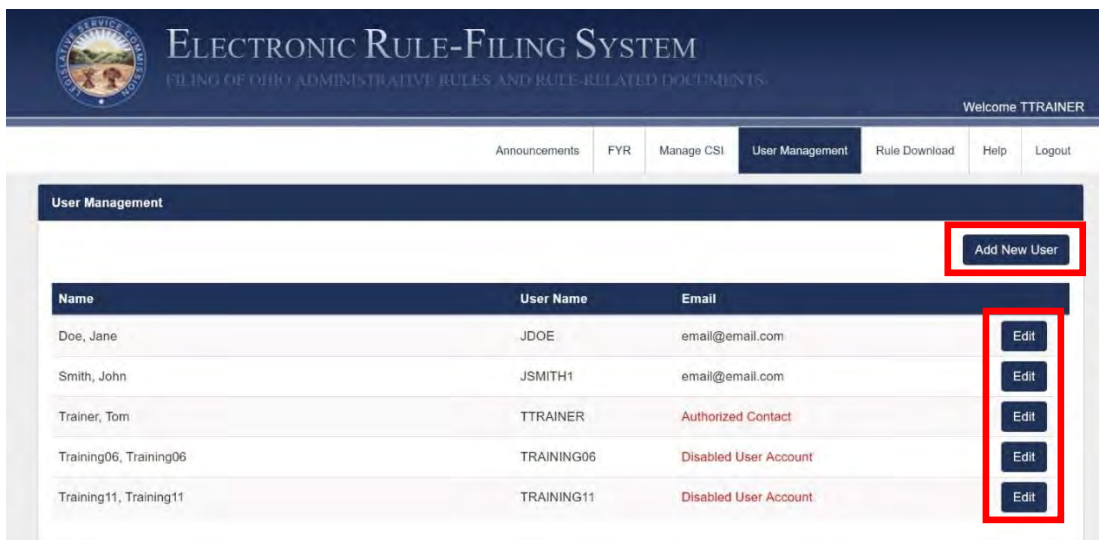 LEGISLATIVE SERVICE COMMISSION
ELECTRONIC RULE-FILING SYSTEM
FILING OF OHIO ADMINISTRATIVE RULES AND RULE-RELATED DOCUMENTS
Welcome TTRAINER
Announcements FYR Manage CSI User Management Rule Download Help Logout
User Management
Add New User
Name User Name Email
Doe, Jane JDOE email@email.com Edit
Smith, John JSMITH1 email@email.com Edit
Trainer, Tom TTRAINER Authorized Contact Edit
Training06, Training06 TRAINING06 Disabled User Account Edit
Training11, Training11 TRAINING11 Disabled User Account Edit